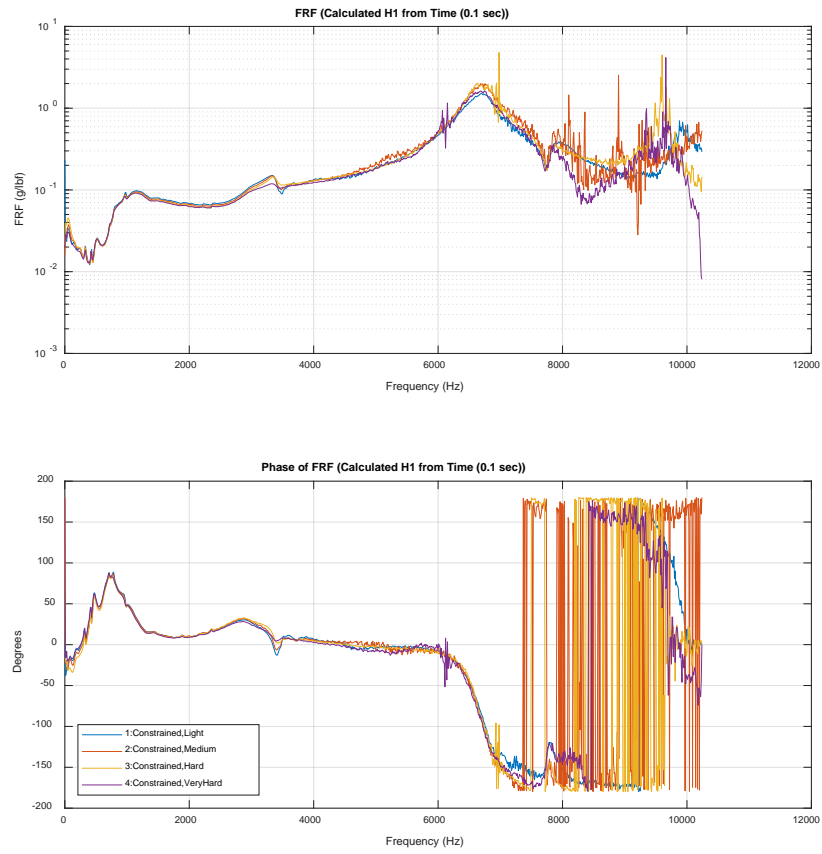 FRF (Calculated H1 from Time (0.1 sec))
10 1
10 0
10 -1
10 -2
10 -3
FRF (g/lbf)
0 2000 4000 6000 8000 10000 12000
Frequency (Hz)
Phase of FRF (Calculated H1 from Time (0.1 sec))
200
150
100
50
0
-50
-100
-150
-200
Degrees
1:Constrained,Light
2:Constrained,Medium
3:Constrained,Hard
4:Constrained,VeryHard
0 2000 4000 6000 8000 10000 12000
Frequency (Hz)